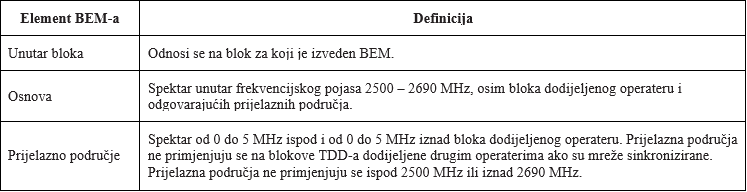 Element BEM-a
Definicija
Unutar bloka
Odnosi se na blok za koji je izveden BEM.
Osnova
Spektar unutar frekvencijskog pojasa 2500 – 2690 MHz, osim bloka dodijeljenog operateru i
odgovarajućih prijelaznih područja.
Prijelazno područje
Spektar od 0 do 5 MHz ispod i od 0 do 5 MHz iznad bloka dodijeljenog operateru. Prijelazna područja
ne primjenjuju se na blokove TDD-a dodijeljene drugim operaterima ako su mreže sinkronizirane.
Prijelazna područja ne primjenjuju se ispod 2500 MHz ili iznad 2690 MHz.